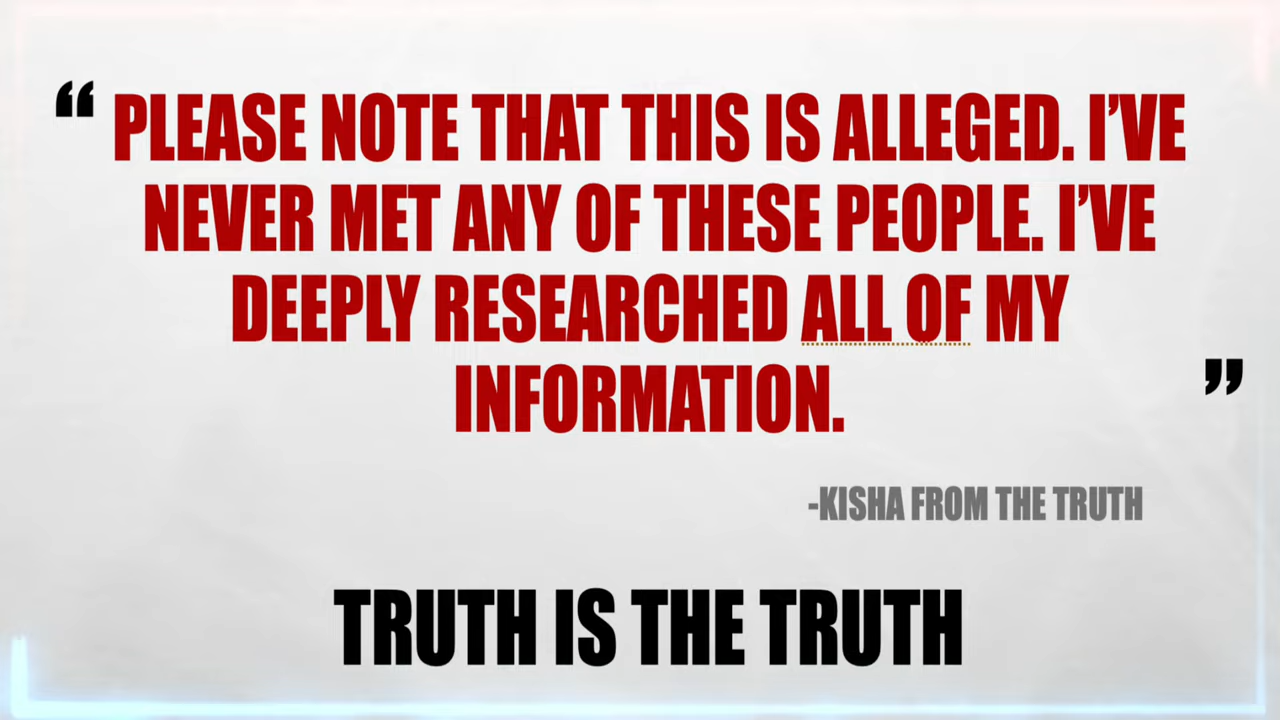 “ PLEASE NOTE THAT THIS IS ALLEGED. I’VE
NEVER MET ANY OF THESE PEOPLE. I’VE
DEEPLY RESEARCHED ALL OF MY
INFORMATION. ”
-KISHA FROM THE TRUTH
TRUTH IS THE TRUTH